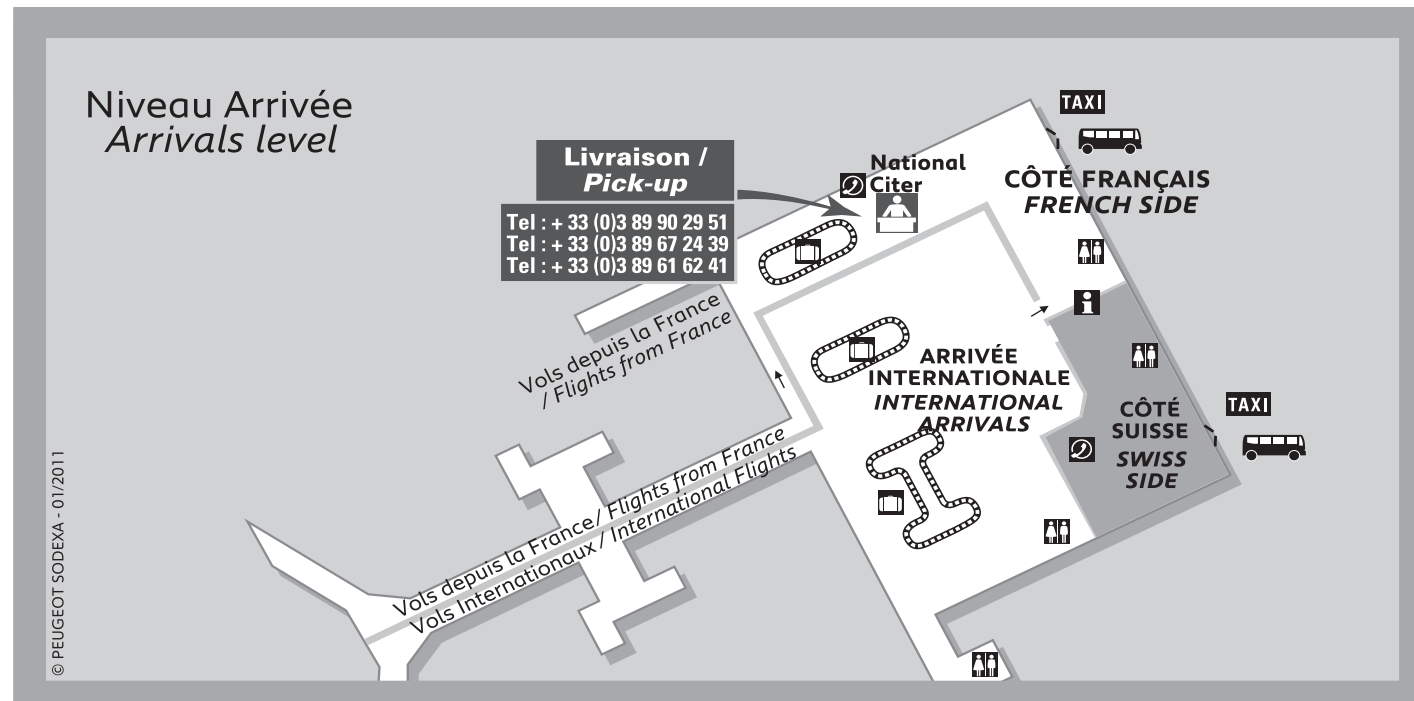 Niveau Arrivée
Arrivals level
Livraison /
Pick-up
Tel : + 33 (0)3 89 90 29 51
Tel : + 33 (0)3 89 67 24 39
Tel : + 33 (0)3 89 61 62 41
National
Citer
TAXI
CÔTÉ FRANÇAIS
FRENCH SIDE
i
Vols depuis la France
/ Flights from France
ARRIVÉE
INTERNATIONALE
INTERNATIONAL
ARRIVALS
CÔTÉ
SUISSE
SWISS
SIDE
TAXI
Vols depuis la France/ Flights from France
Vols Internationaux / International Flights
© PEUGEOT SODEXA - 01/2011